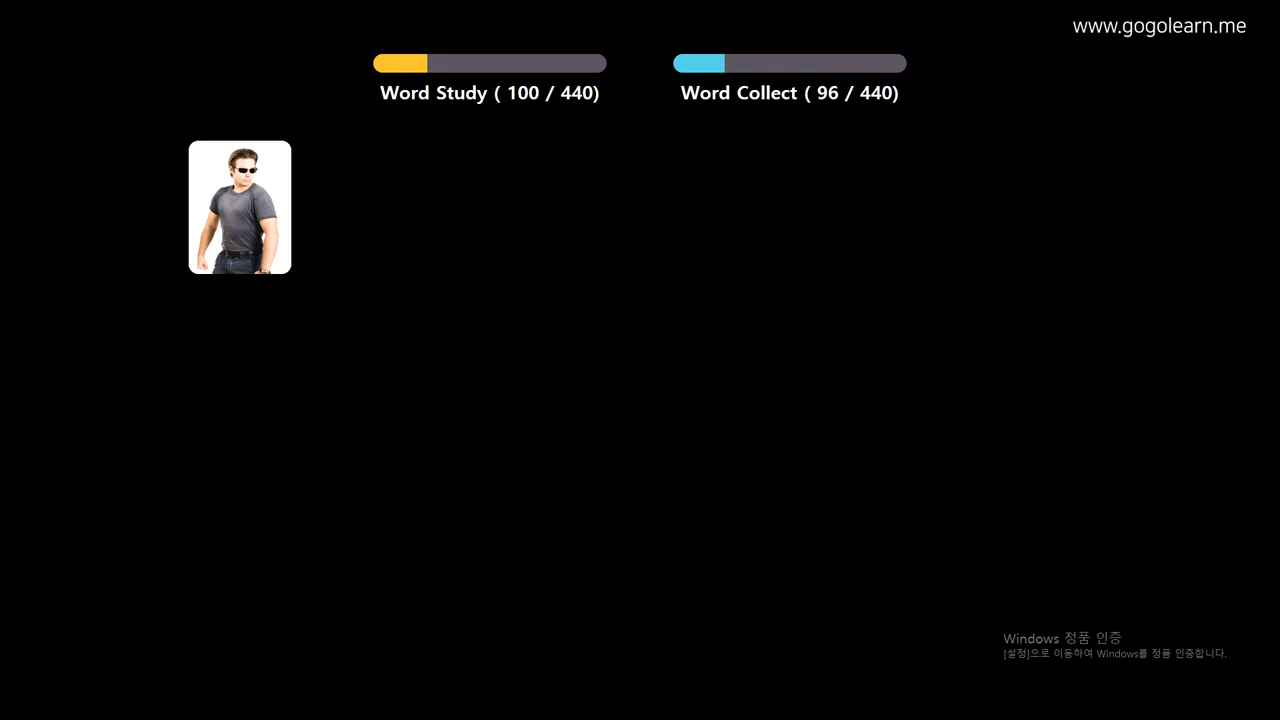 www.gogolearn.me
Word Study ( 100 / 440)
Word Collect ( 96 / 440)
Windows 정품 인증
[설정]으로 이동하여 Windows를 정품 인증합니다.